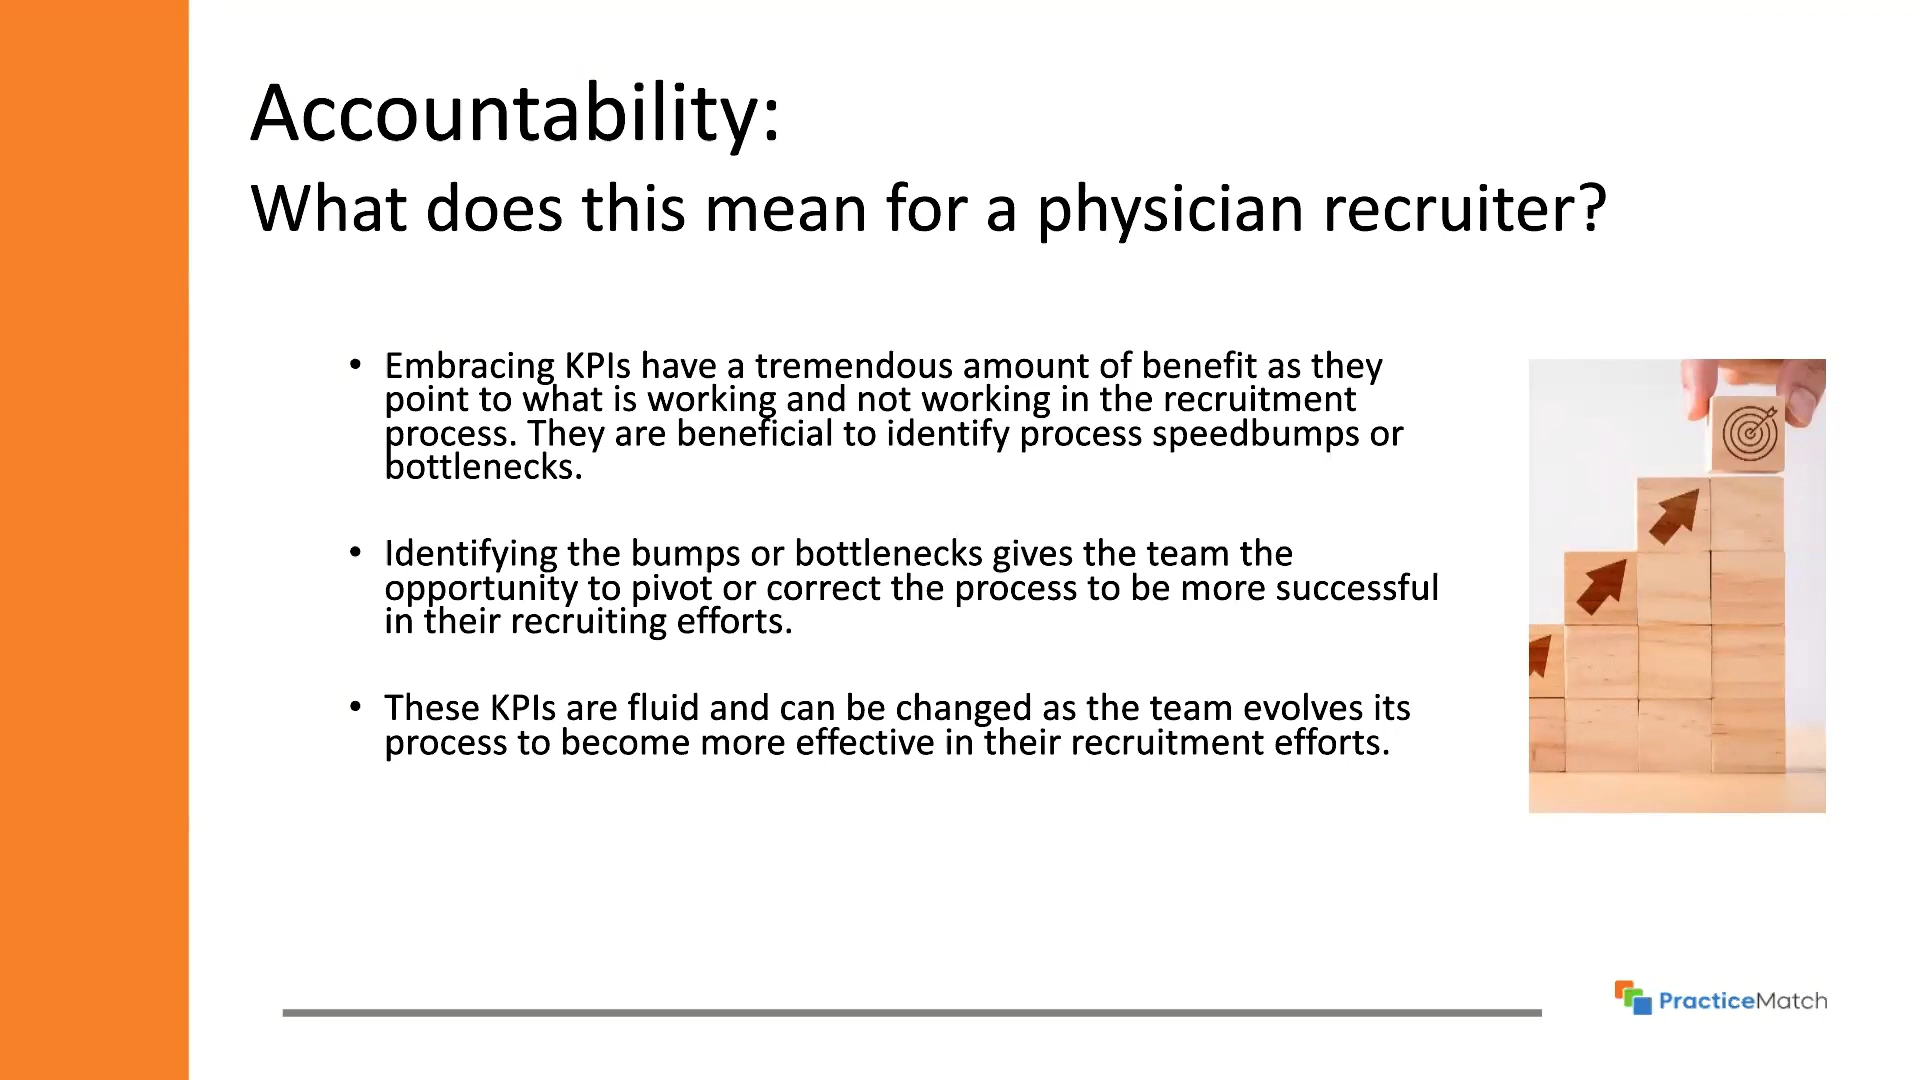 Accountability:
What does this mean for a physician recruiter?
• Embracing KPIs have a tremendous amount of benefit as they
point to what is working and not working in the recruitment
process. They are beneficial to identify process speedbumps or
bottlenecks.
• Identifying the bumps or bottlenecks gives the team the
opportunity to pivot or correct the process to be more successful
in their recruiting efforts.
• These KPIs are fluid and can be changed as the team evolves its
process to become more effective in their recruitment efforts.
PracticeMatch